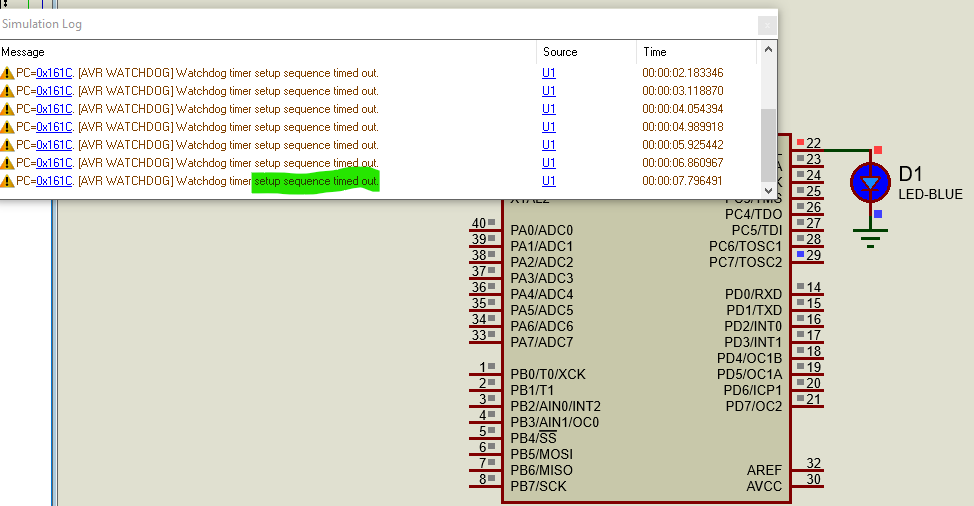 Simulation Log
Message Source Time
PC=0x161C. [AVR WATCHDOG] Watchdog timer setup sequence timed out. U1 00:00:02.183346
PC=0x161C. [AVR WATCHDOG] Watchdog timer setup sequence timed out. U1 00:00:03.118870
PC=0x161C. [AVR WATCHDOG] Watchdog timer setup sequence timed out. U1 00:00:04.054394
PC=0x161C. [AVR WATCHDOG] Watchdog timer setup sequence timed out. U1 00:00:04.989918
PC=0x161C. [AVR WATCHDOG] Watchdog timer setup sequence timed out. U1 00:00:05.925442
PC=0x161C. [AVR WATCHDOG] Watchdog timer setup sequence timed out. U1 00:00:06.860967
PC=0x161C. [AVR WATCHDOG] Watchdog timer setup sequence timed out. U1 00:00:07.796491
22
23
24
25
PC4/TDO 26
40 PA0/ADC0 PC5/TDI 27
39 PA1/ADC1 PC6/TOSC1 28
38 PA2/ADC2 PC7/TOSC2 29
37 PA3/ADC3
36 PA4/ADC4 PD0/RXD 14
35 PA5/ADC5 PD1/TXD 15
34 PA6/ADC6 PD2/INT0 16
33 PA7/ADC7 PD3/INT1 17
PD4/OC1B 18
1 PB0/T0/XCK PD5/OC1A 19
2 PB1/T1 PD6/ICP1 20
3 PB2/AIN0/INT2 PD7/OC2 21
4 PB3/AIN1/OC0
5 PB4/SS
6 PB5/MOSI
7 PB6/MISO AREF 32
8 PB7/SCK AVCC 30
D1
LED-BLUE